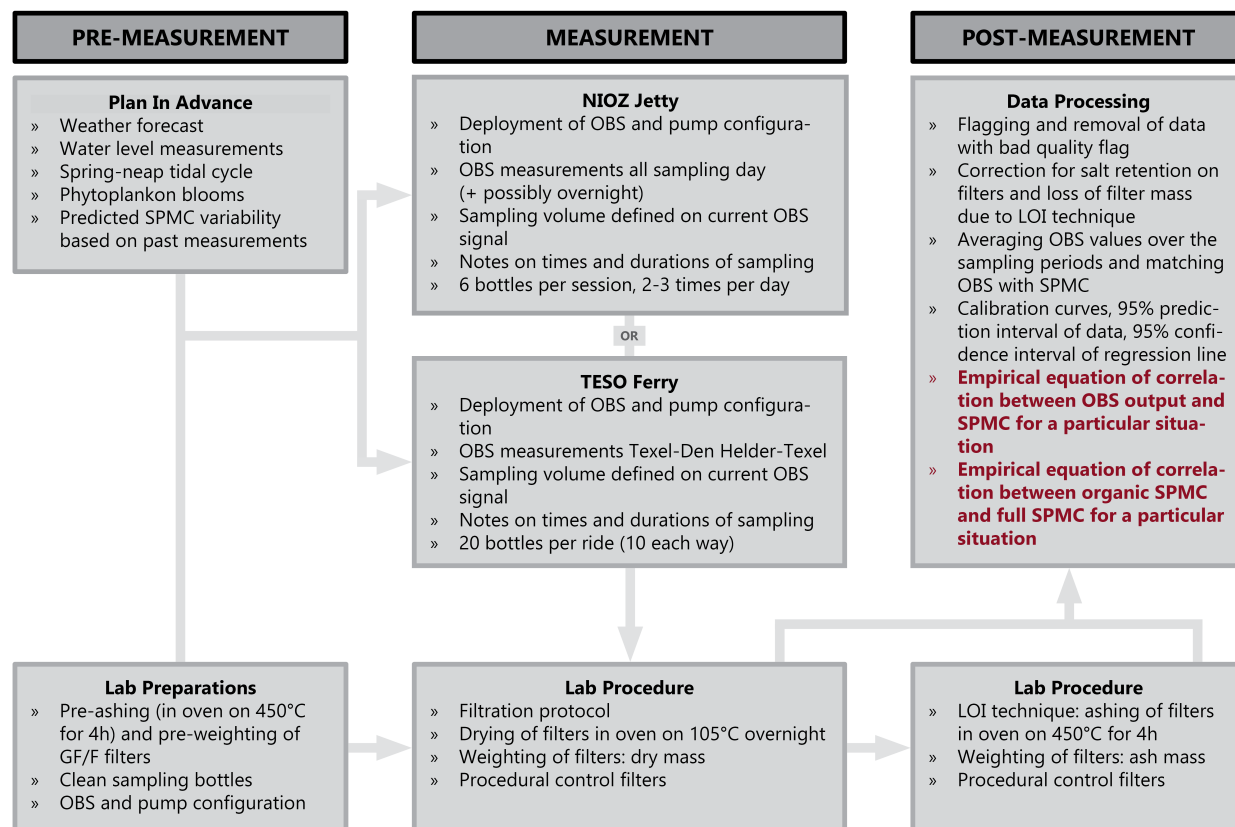 PRE-MEASUREMENT
Plan In Advance
» Weather forecast
» Water level measurements
» Spring-neap tidal cycle
» Phytoplankon blooms
» Predicted SPMC variability
based on past measurements
Lab Preparations
» Pre-ashing (in oven on 450°C
for 4h) and pre-weighting of
GF/F filters
» Clean sampling bottles
» OBS and pump configuration
MEASUREMENT
NIOZ Jetty
» Deployment of OBS and pump configura-
tion
» OBS measurements all sampling day
(+ possibly overnight)
» Sampling volume defined on current OBS
signal
» Notes on times and durations of sampling
» 6 bottles per session, 2-3 times per day
OR
TESO Ferry
» Deployment of OBS and pump configura-
tion
» OBS measurements Texel-Den Helder-Texel
» Sampling volume defined on current OBS
signal
» Notes on times and durations of sampling
» 20 bottles per ride (10 each way)
Lab Procedure
» Filtration protocol
» Drying of filters in oven on 105°C overnight
» Weighting of filters: dry mass
» Procedural control filters
POST-MEASUREMENT
Data Processing
» Flagging and removal of data
with bad quality flag
» Correction for salt retention on
filters and loss of filter mass
due to LOI technique
» Averaging OBS values over the
sampling periods and matching
OBS with SPMC
» Calibration curves, 95% predic-
tion interval of data, 95% confi-
dence interval of regression line
» Empirical equation of correla-
tion between OBS output and
SPMC for a particular situa-
tion
» Empirical equation of correla-
tion between organic SPMC
and full SPMC for a particular
situation
Lab Procedure
» LOI technique: ashing of filters
in oven on 450°C for 4h
» Weighting of filters: ash mass
» Procedural control filters